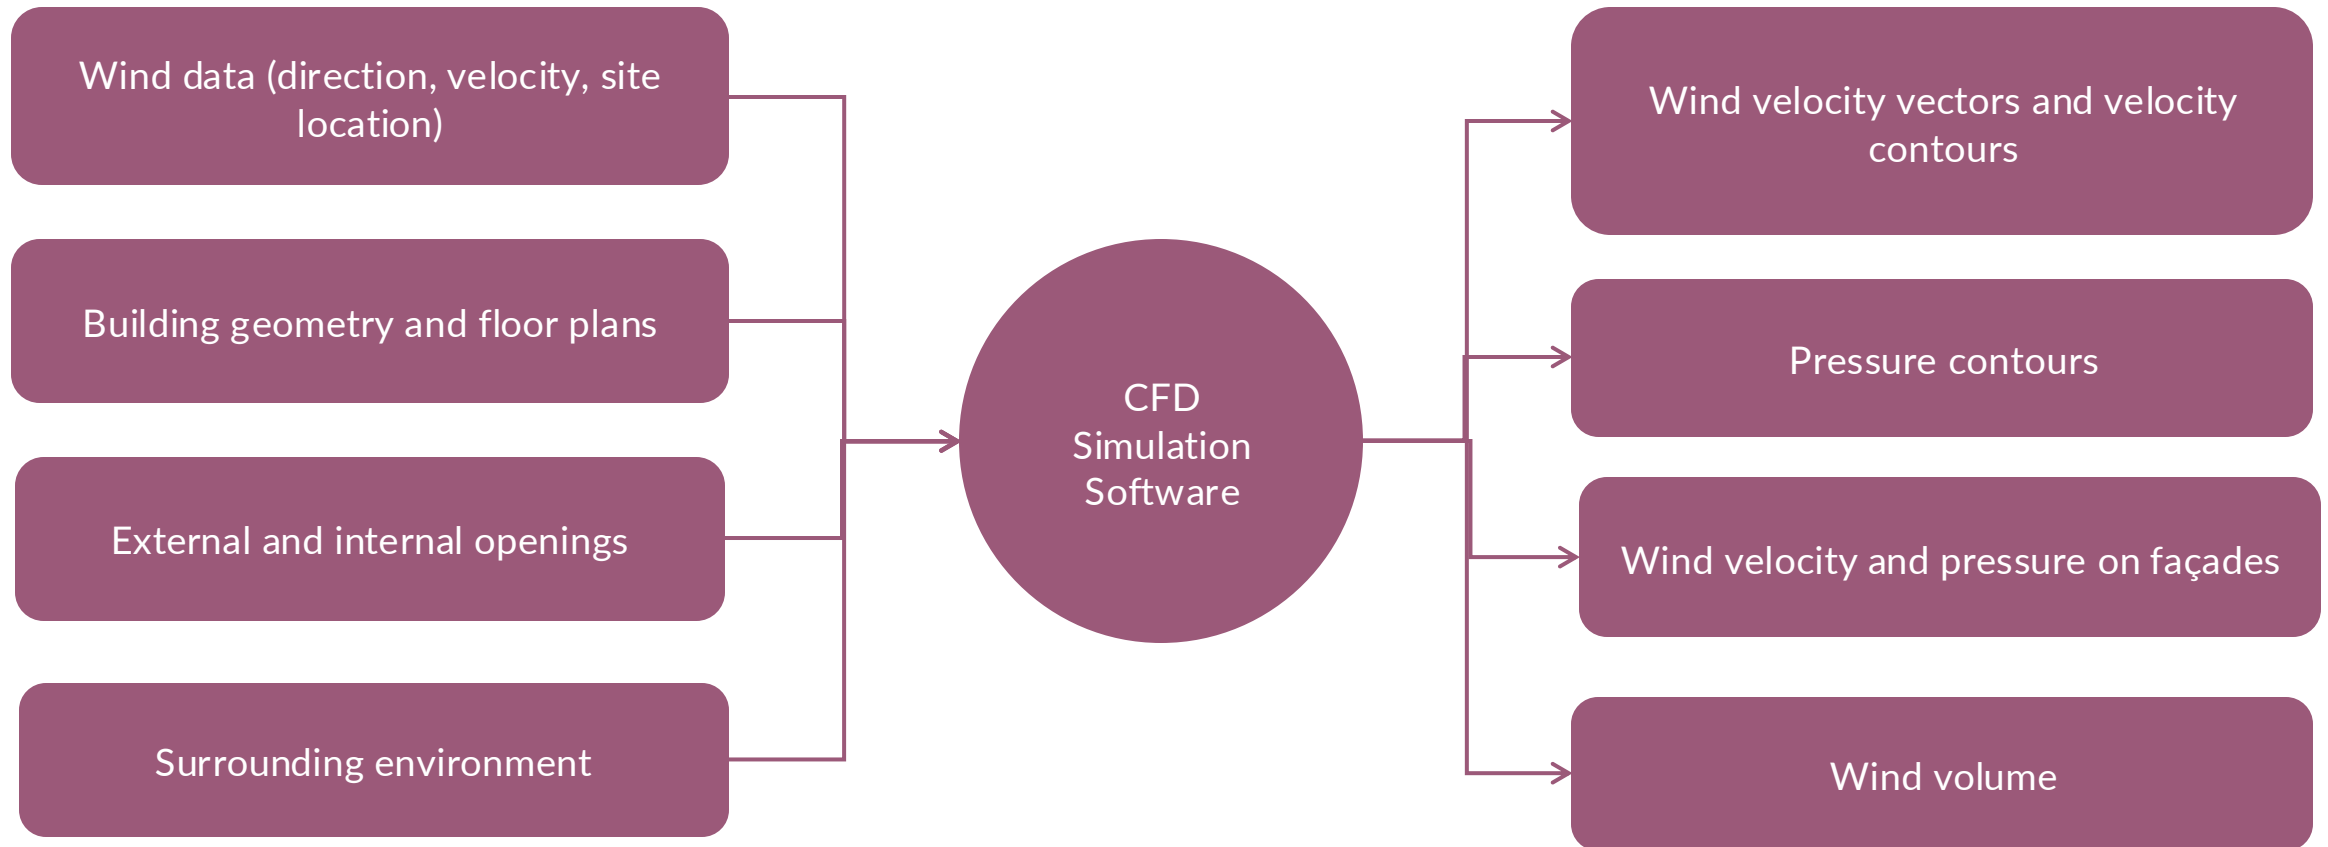 Wind data (direction, velocity, site
location)
Building geometry and floor plans
External and internal openings
Surrounding environment
CFD
Simulation
Software
Wind velocity vectors and velocity
contours
Pressure contours
Wind velocity and pressure on façades
Wind volume